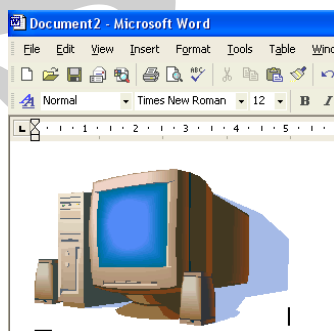 Document2 - Microsoft Word
File Edit View Insert Format Tools Table
Normal Times New Roman 12 B I
1 2 3 4 5